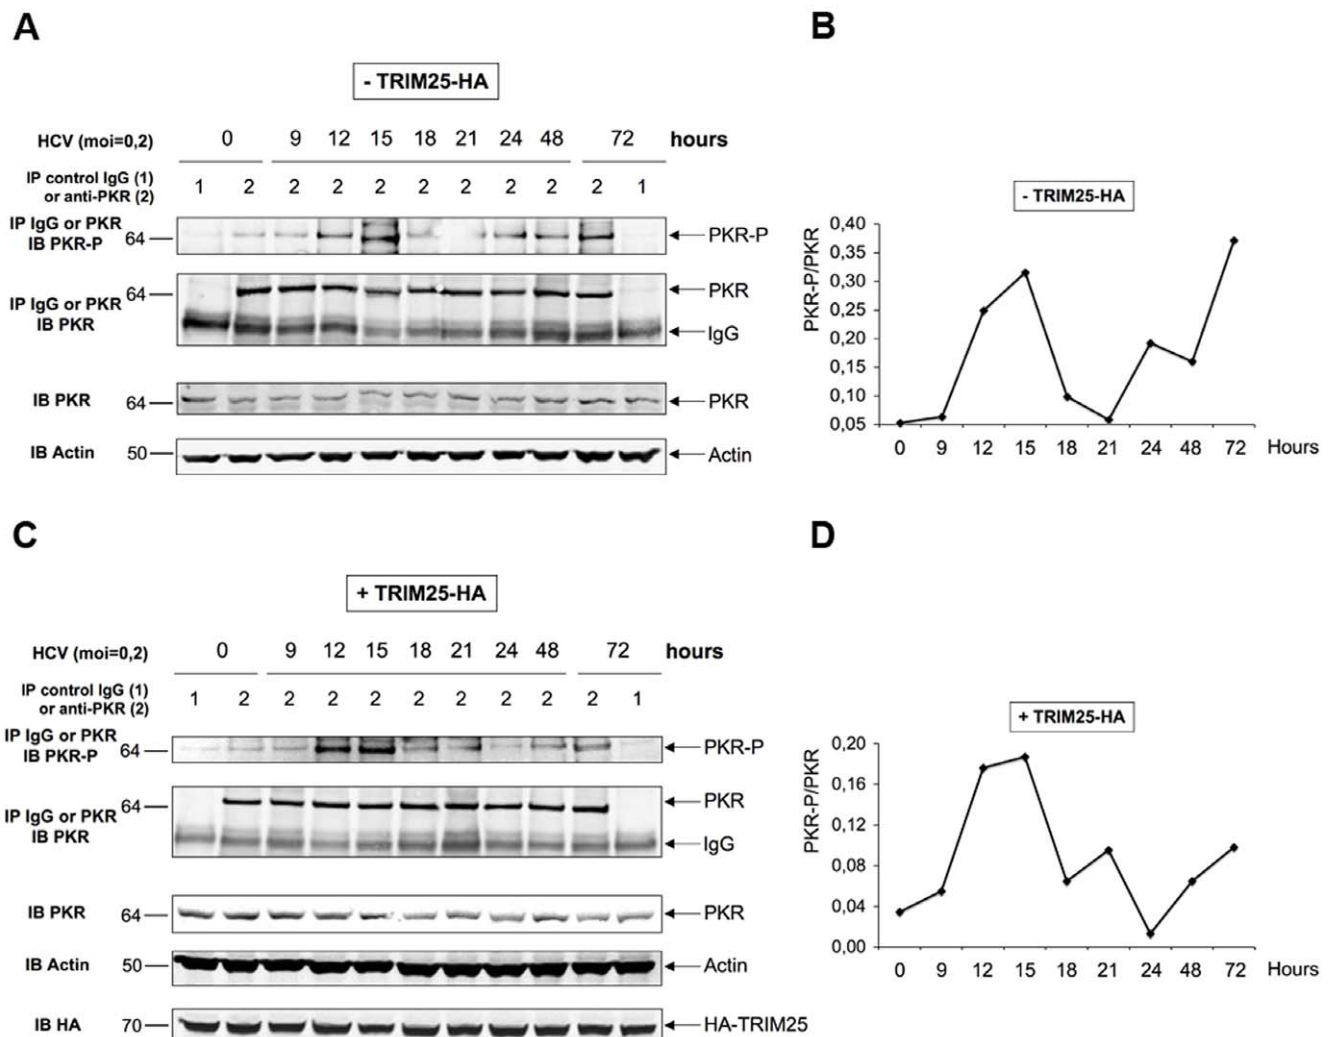 A
- TRIM25-HA
HCV (moi=0,2) 0 9 12 15 18 21 24 48 72 hours
IP control IgG (1)
or anti-PKR (2)
1 2 2 2 2 2 2 2 2 2 1
IP IgG or PKR
IB PKR-P
64
PKR-P
IP IgG or PKR
IB PKR
64
PKR
IgG
IB PKR 64 PKR
IB Actin 50 Actin
B
- TRIM25-HA
PKR-P/PKR
0,40
0,35
0,30
0,25
0,20
0,15
0,10
0,05
0 9 12 15 18 21 24 48 72 Hours
C
+ TRIM25-HA
HCV (moi=0,2) 0 9 12 15 18 21 24 48 72 hours
IP control IgG (1)
or anti-PKR (2)
1 2 2 2 2 2 2 2 2 2 1
IP IgG or PKR
IB PKR-P
64
PKR-P
IP IgG or PKR
IB PKR
64
PKR
IgG
IB PKR 64 PKR
IB Actin 50 Actin
IB HA 70 HA-TRIM25
D
+ TRIM25-HA
PKR-P/PKR
0,20
0,16
0,12
0,08
0,04
0,00
0 9 12 15 18 21 24 48 72 Hours